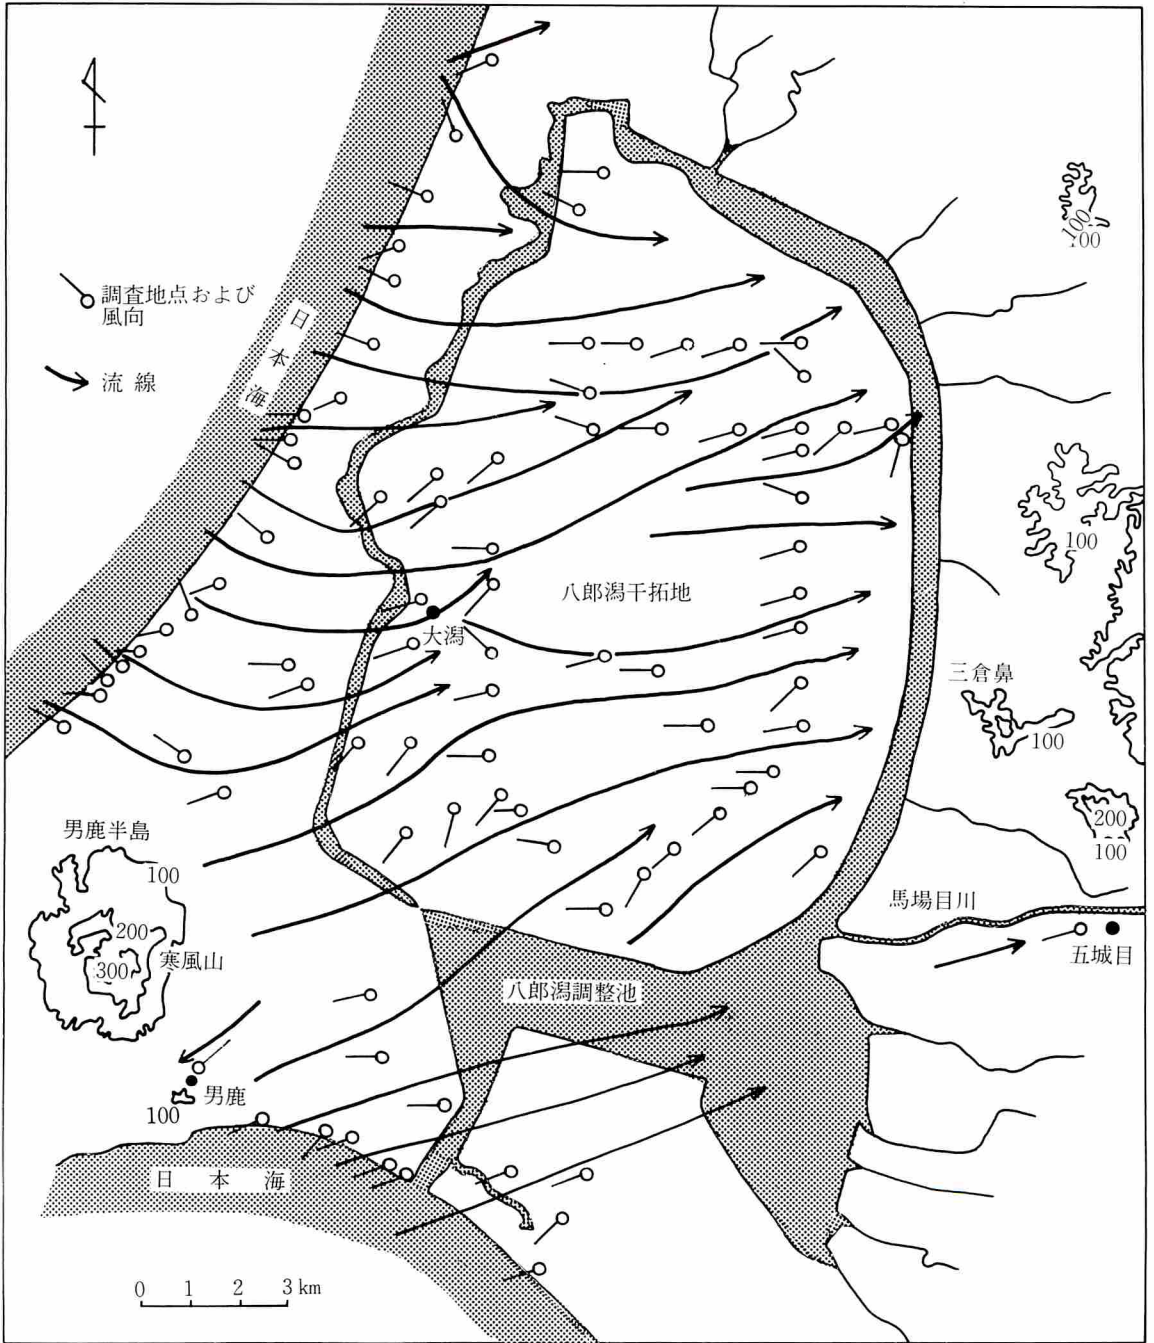 100
100
調査地点および
風向
日本海
流線
100
八郎潟干拓地
大潟
三倉鼻
100
200
100
男鹿半島
100
200
300
寒風山
馬場目川
五城目
八郎潟調整池
男鹿
100
日本海
0 1 2 3 km